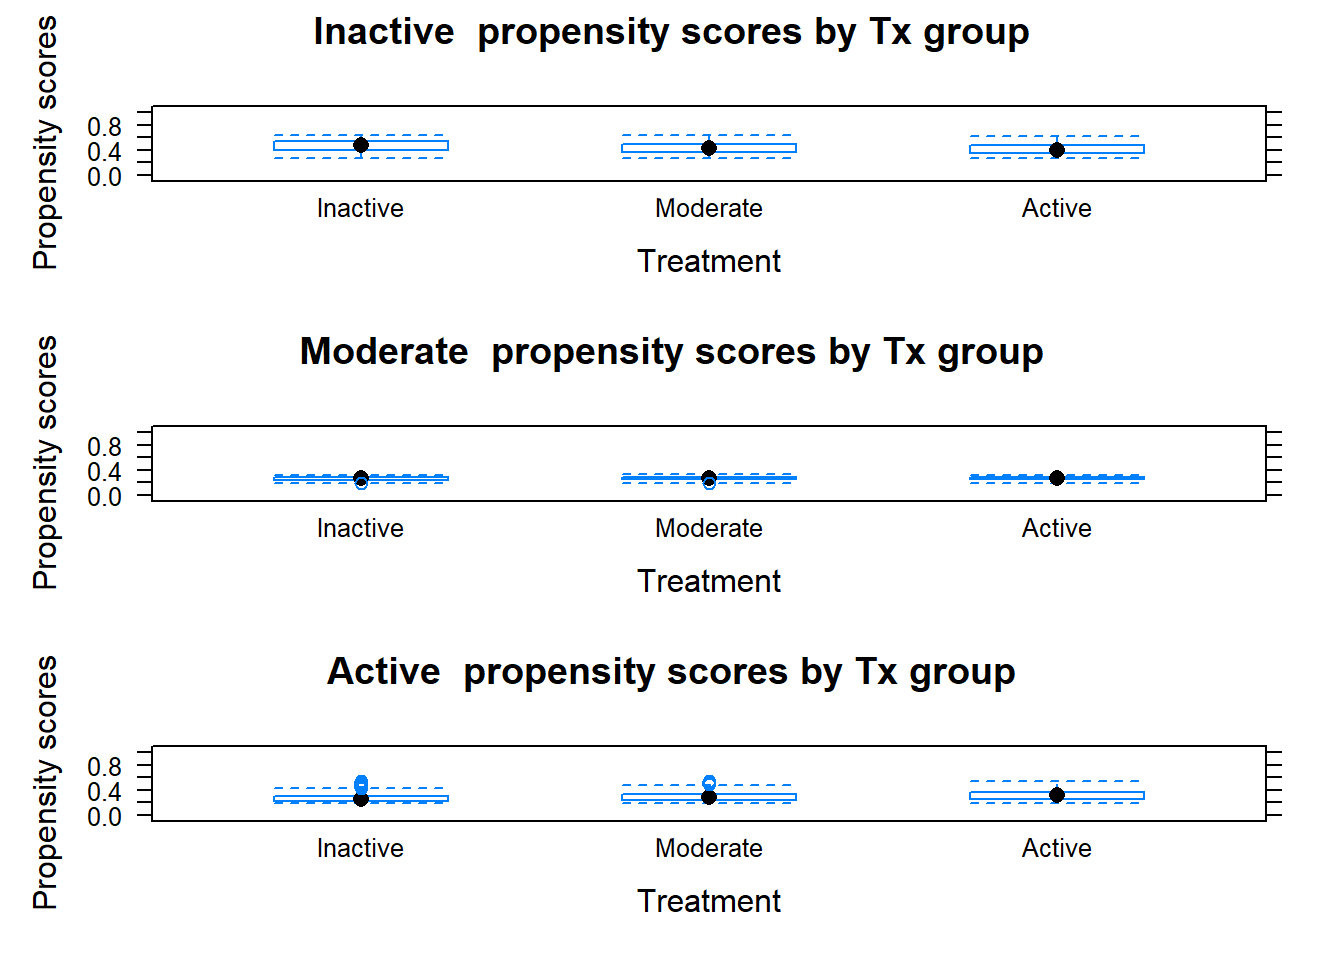 Inactive  propensity scores by Tx group
Propensity scores
0.8
0.4
0.0
Inactive Moderate Active
Treatment
Moderate  propensity scores by Tx group
Propensity scores
0.8
0.4
0.0
Inactive Moderate Active
Treatment
Active  propensity scores by Tx group
Propensity scores
0.8
0.4
0.0
Inactive Moderate Active
Treatment